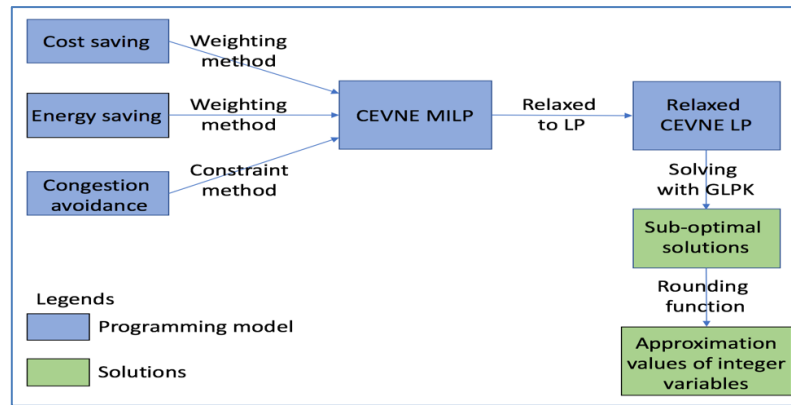 Cost saving
Weighting
method
Energy saving
Weighting
method
Congestion
avoidance
Constraint
method
CEVNE MILP
Relaxed
to LP
Relaxed
CEVNE LP
Solving
with GLPK
Sub-optimal
solutions
Rounding
function
Approximation
values of integer
variables
Legends
Programming model
Solutions